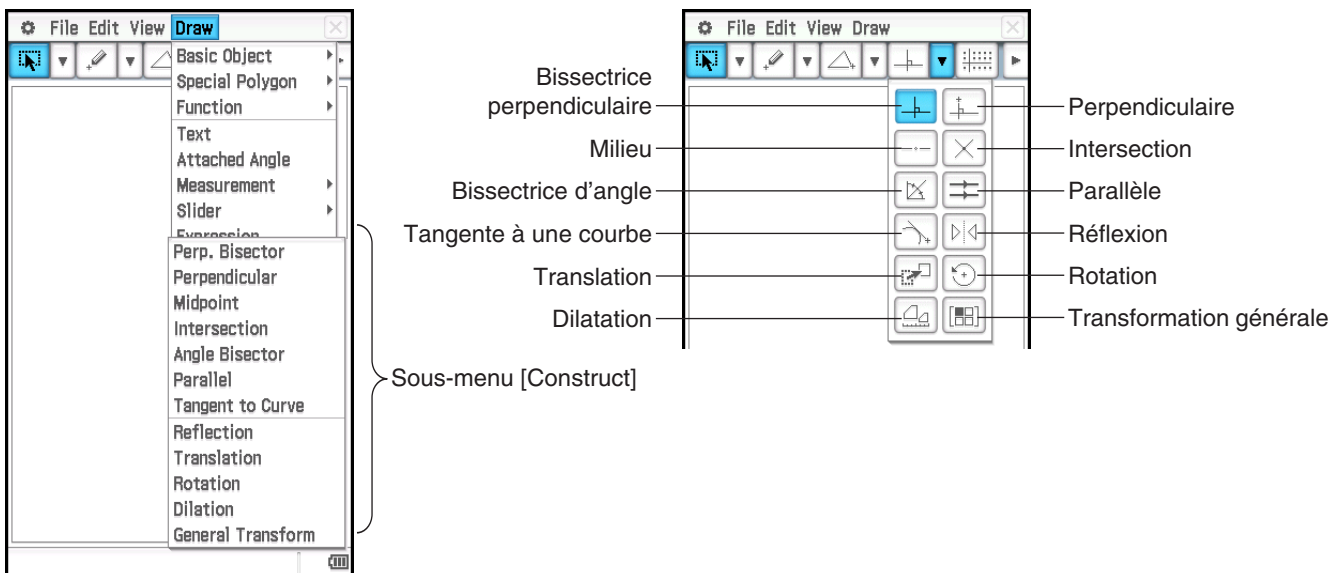 File Edit View Draw
Basic Object
Special Polygon
Function
Text
Attached Angle
Measurement
Slider
Expression
Perp. Bisector
Perpendicular
Midpoint
Intersection
Angle Bisector
Parallel
Tangent to Curve
Reflection
Translation
Rotation
Dilation
General Transform
Sous-menu [Construct]
File Edit View Draw
Bissectrice
perpendiculaire
Perpendiculaire
Milieu
Intersection
Bissectrice d'angle
Parallèle
Tangente à une courbe
Réflexion
Translation
Rotation
Dilatation
Transformation générale